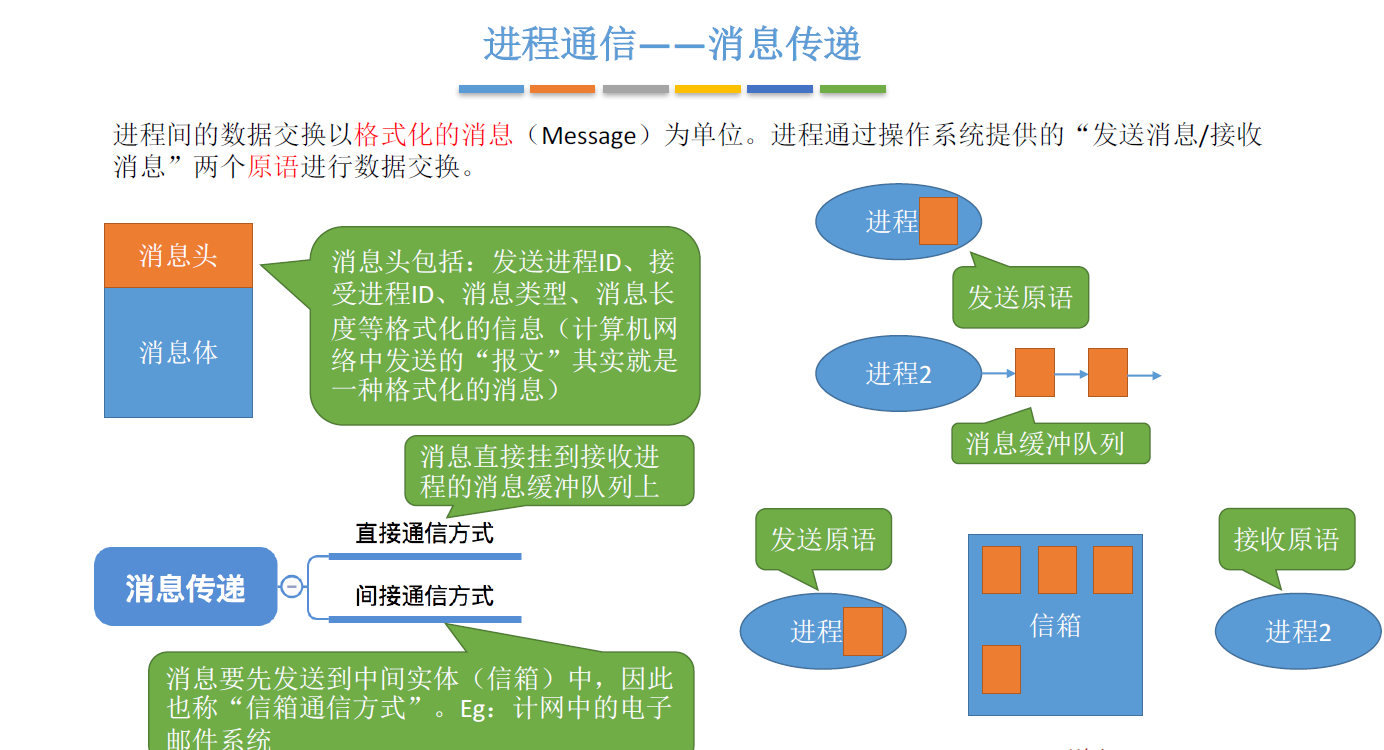 进程通信——消息传递
进程间的数据交换以格式化的消息（Message）为单位。进程通过操作系统提供的“发送消息/接收
消息”两个原语进行数据交换。
消息头
消息体
消息头包括：发送进程ID、接
受进程ID、消息类型、消息长
度等格式化的信息（计算机网
络中发送的“报文”其实就是
一种格式化的消息）
进程
发送原语
进程2
消息缓冲队列
消息直接挂到接收进
程的消息缓冲队列上
直接通信方式
消息传递
间接通信方式
消息要先发送到中间实体（信箱）中，因此
也称“信箱通信方式”。Eg：计网中的电子
邮件系统
发送原语
进程
信箱
接收原语
进程2